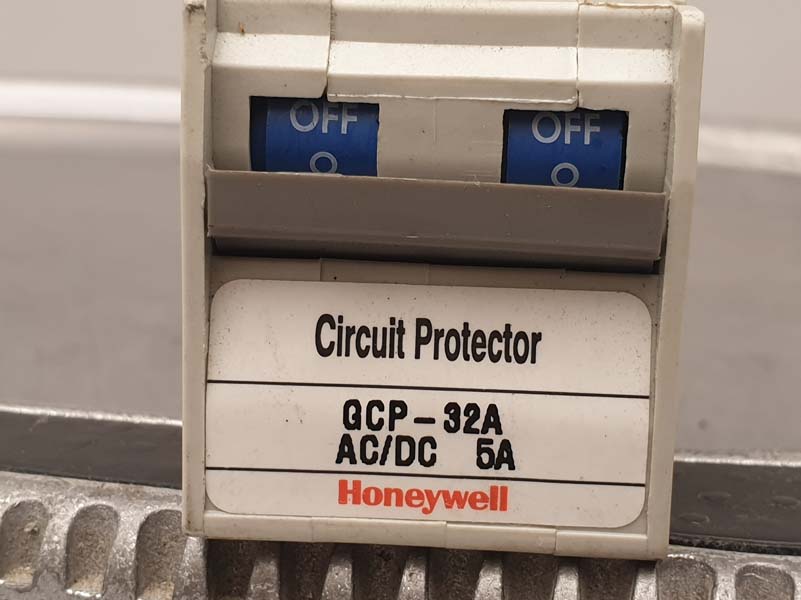 OFF OFF
O O
Circuit Protector
GCP-32A
AC/DC 5A
Honeywell